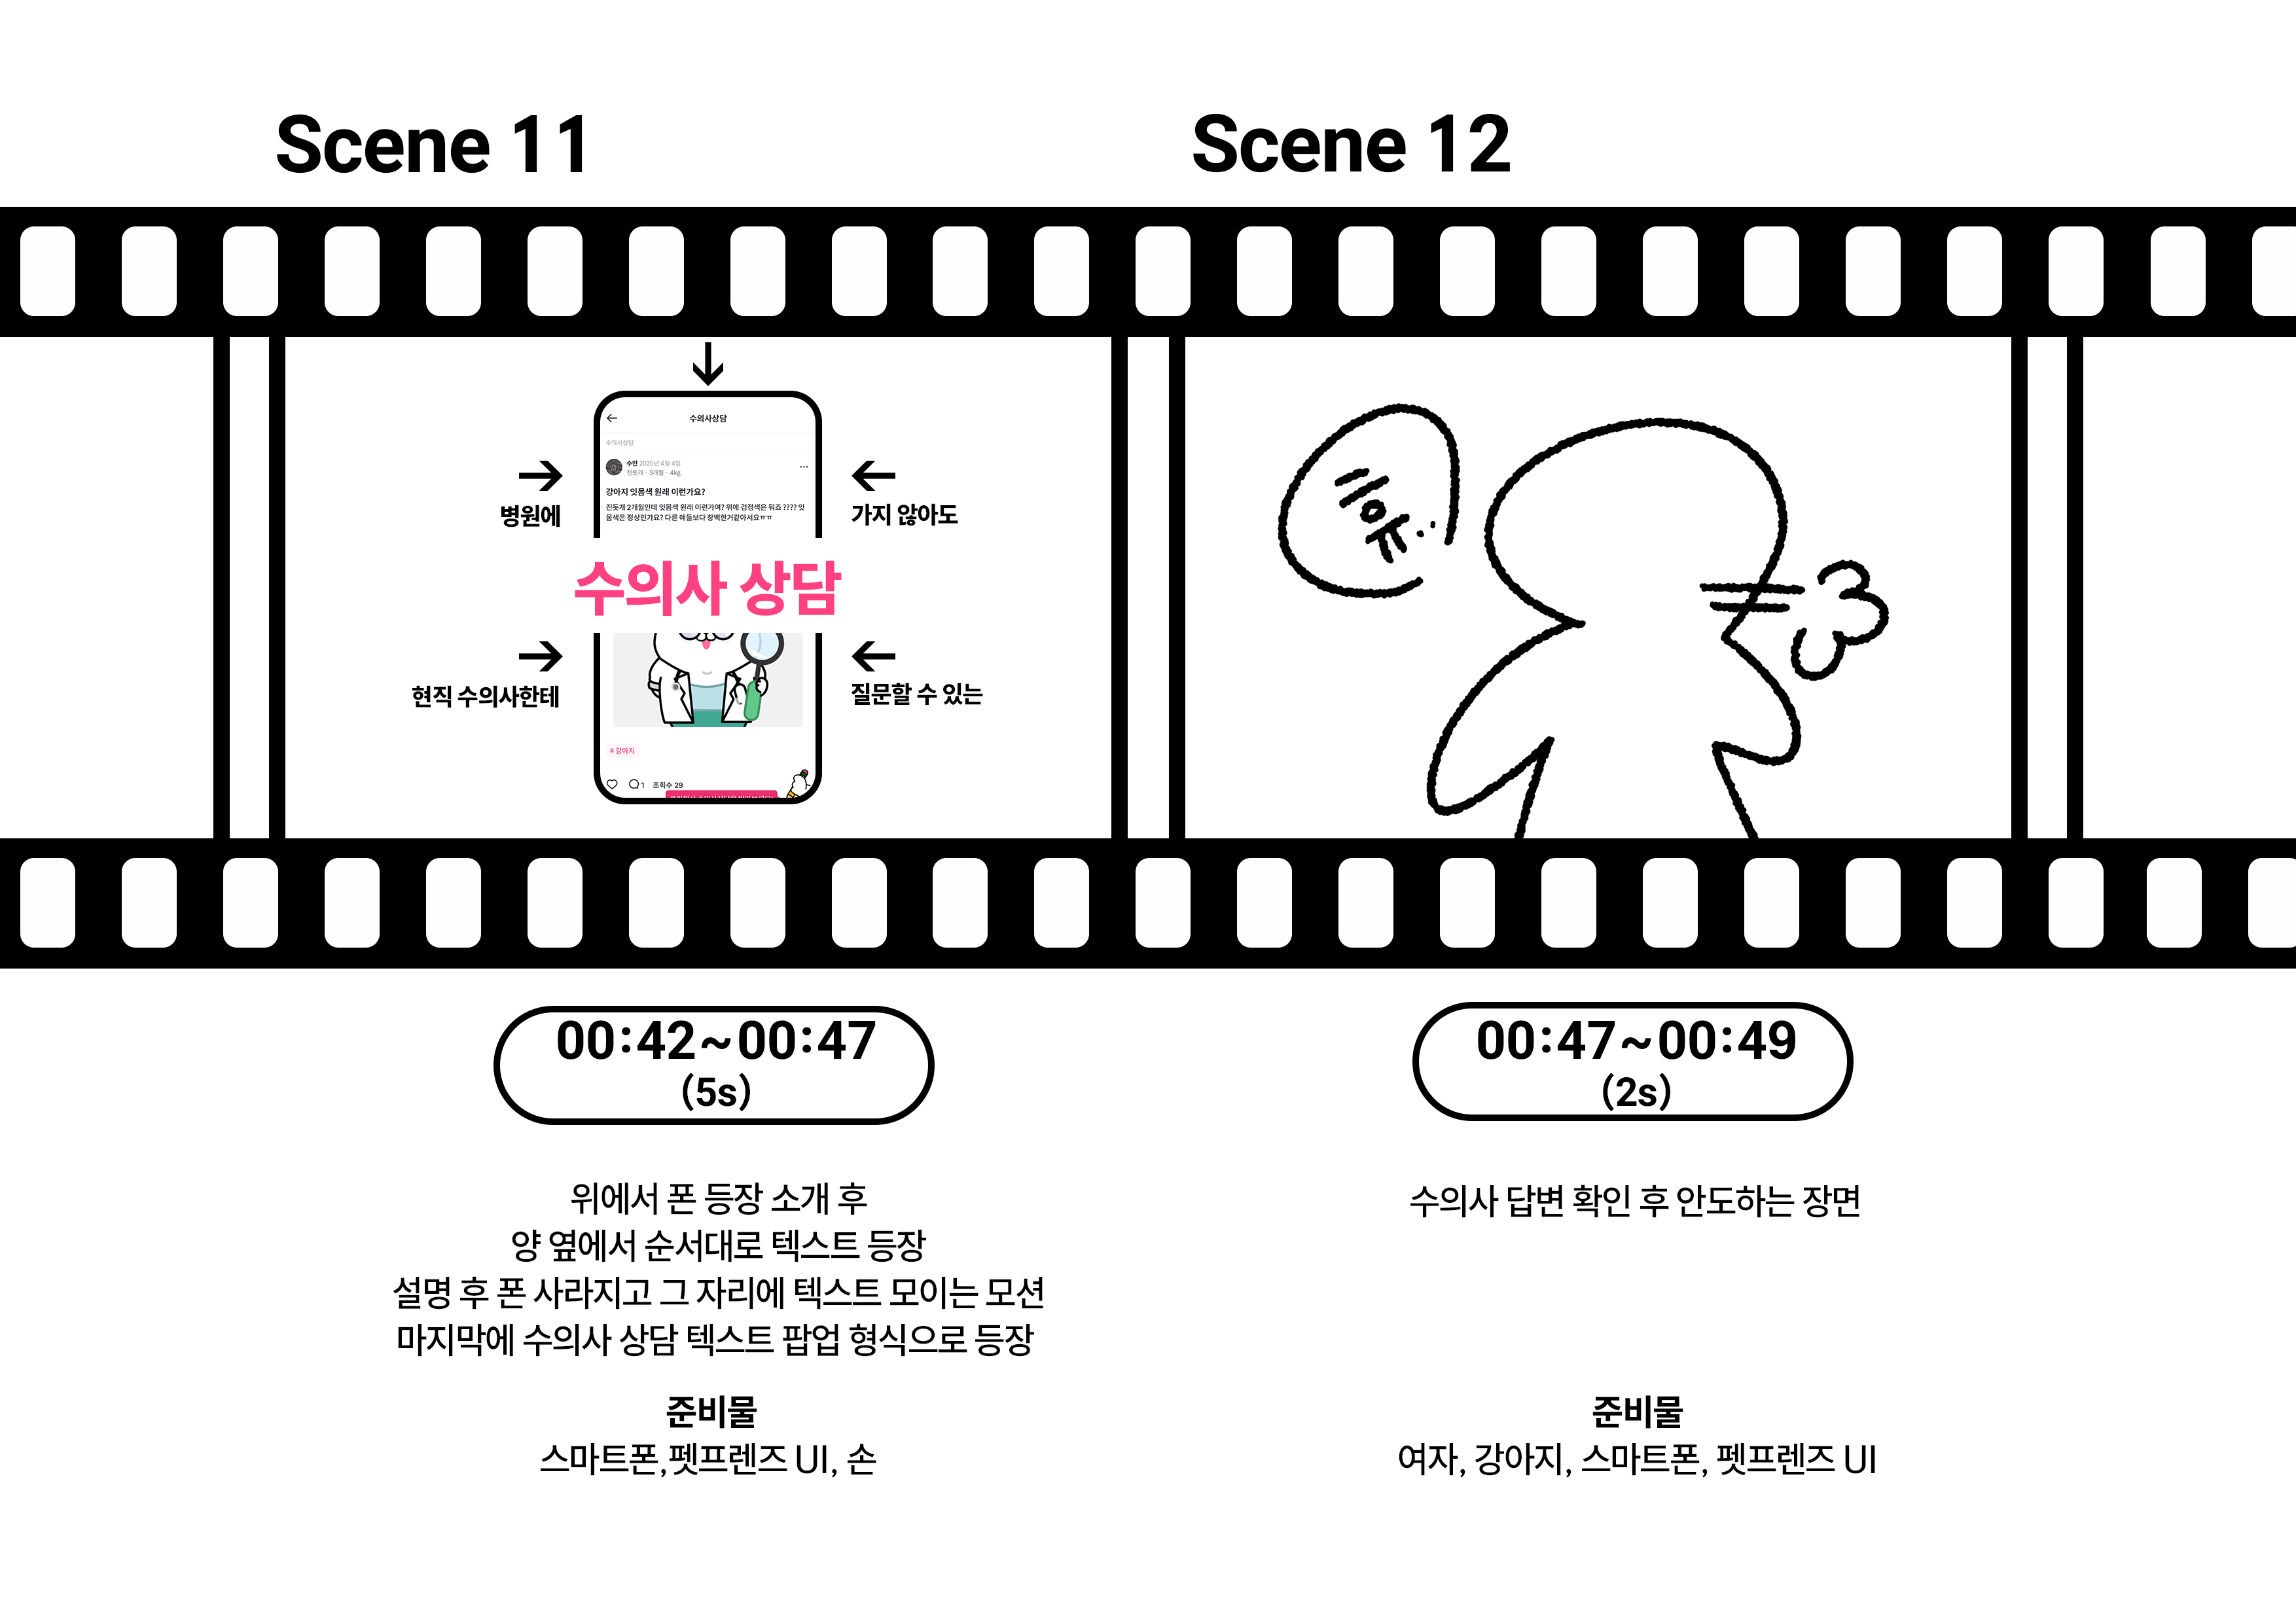 Scene 11
Scene 12
수의사상담
수의사상담
수민 2025년 4월 4일
진돗개 · 3개월 · 4kg
강아지 잇몸색 원래 이런가요?
진돗개 2개월인데 잇몸색 원래 이런가여? 위에 검정색은 뭐죠 ???? 잇
몸색은 정상인가요? 다른 애들보다 창백한거같아서요ㅠㅠ
병원에
가지 않아도
수의사 상담
현직 수의사한테
질문할 수 있는
# 강아지
1 조회수 29
휴..
00:42~00:47
(5s)
00:47~00:49
(2s)
위에서 폰 등장 소개 후
양 옆에서 순서대로 텍스트 등장
설명 후 폰 사라지고 그 자리에 텍스트 모이는 모션
마지막에 수의사 상담 텍스트 팝업 형식으로 등장
수의사 답변 확인 후 안도하는 장면
준비물
스마트폰, 펫프렌즈 UI, 손
준비물
여자, 강아지, 스마트폰, 펫프렌즈 UI